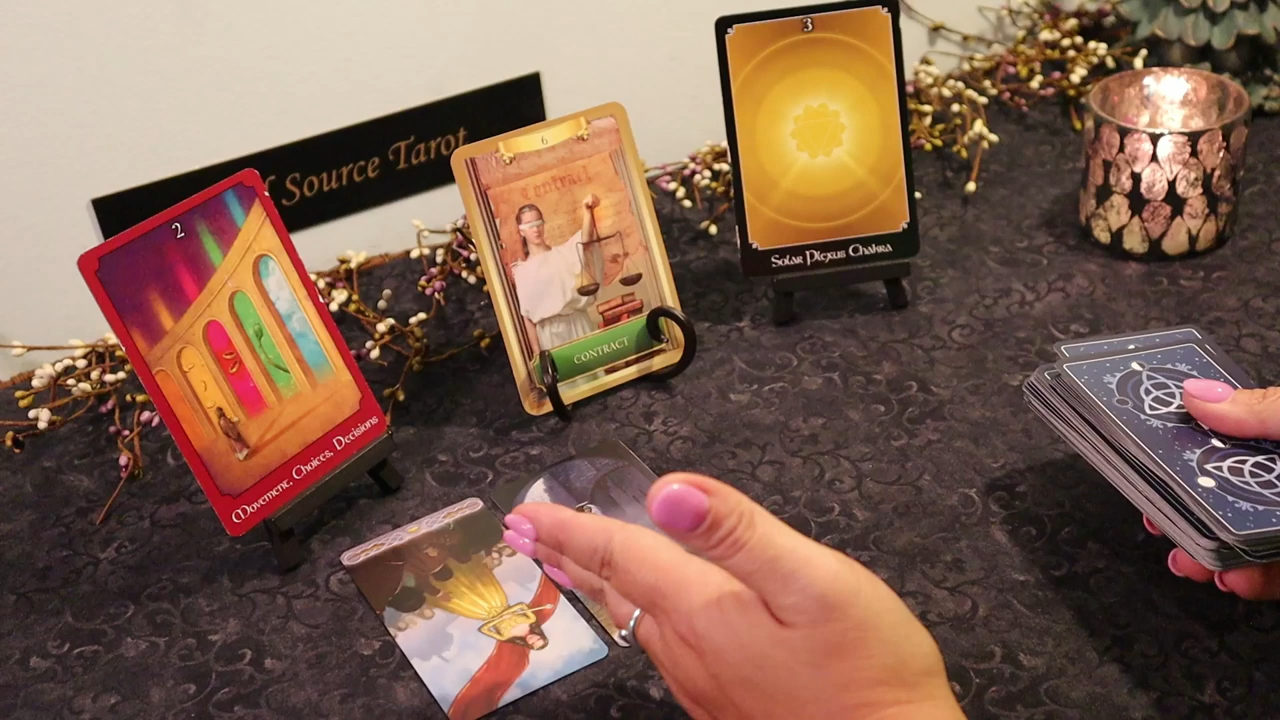 Source Tarot
2
Movement, Choices, Decisions
6
Contract
CONTRACT
3
Solar Plexus Chakra